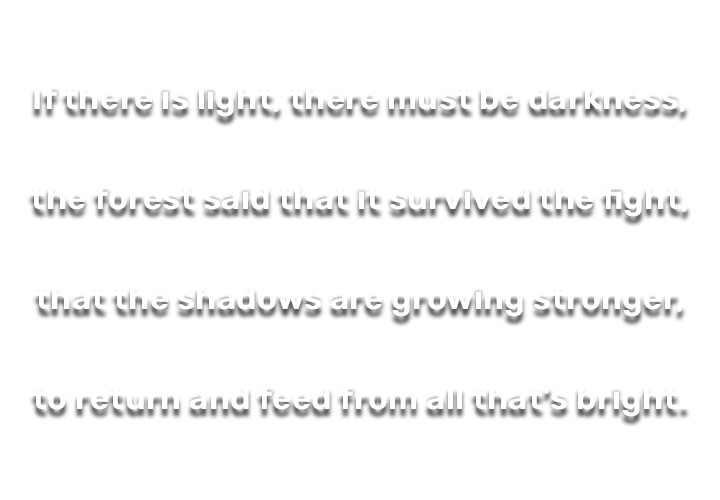 If there is light, there must be darkness,
the forest said that it survived the fight,
that the shadows are growing stronger,
to return and feed from all that's bright.